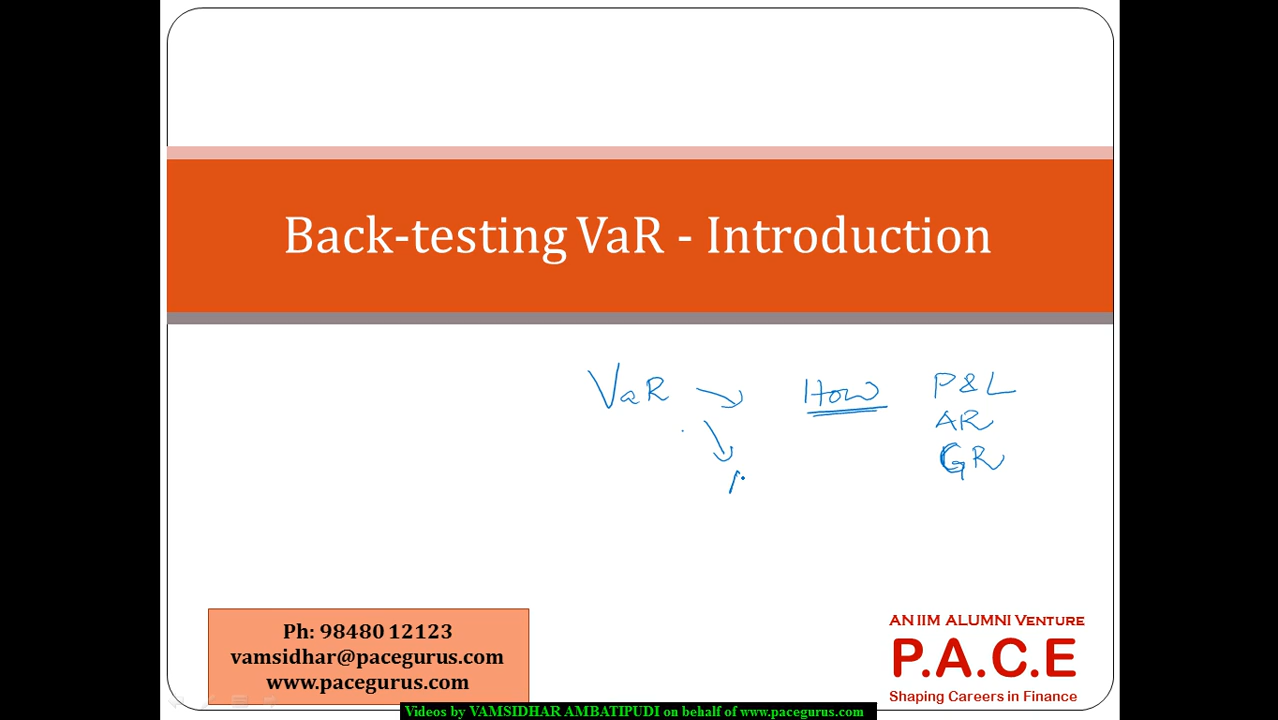 Back-testing VaR - Introduction
VaR How P&L
AR
GR
Ph: 98480 12123
vamsidhar@pacegurus.com
www.pacegurus.com
AN IIM ALUMNI VENTURE
P.A.C.E
Shaping Careers in Finance
Videos by VAMSIDHAR AMBATIPUDI on behalf of www.pacegurus.com